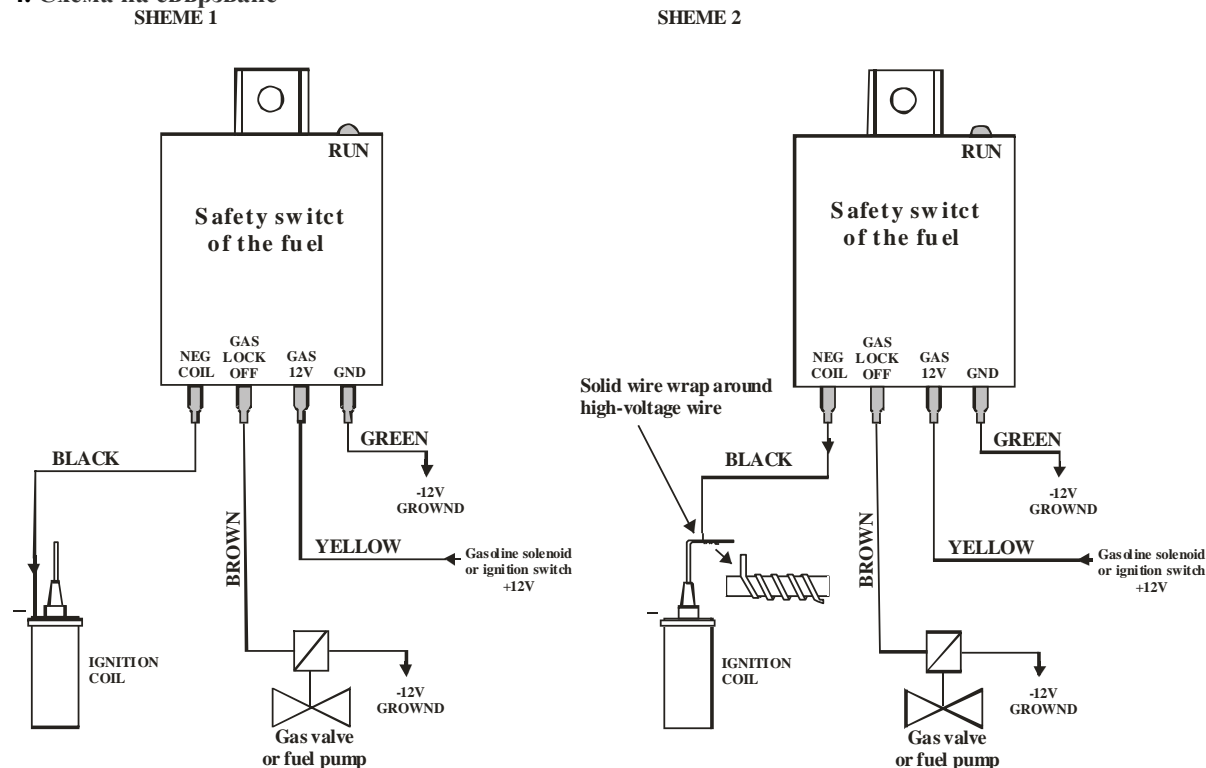 4. Схема на свързване
SHEME 1
RUN
Safety switct
of the fuel
NEG
COIL
GAS
LOCK
OFF
GAS
12V
GND
BLACK
GREEN
-12V
GROWND
BROWN
YELLOW
Gasoline solenoid
or ignition switch
+12V
IGNITION
COIL
-12V
GROWND
Gas valve
or fuel pump
SHEME 2
RUN
Safety switct
of the fuel
NEG
COIL
GAS
LOCK
OFF
GAS
12V
GND
Solid wire wrap around
high-voltage wire
BLACK
GREEN
-12V
GROWND
BROWN
YELLOW
Gasoline solenoid
or ignition switch
+12V
IGNITION
COIL
-12V
GROWND
Gas valve
or fuel pump